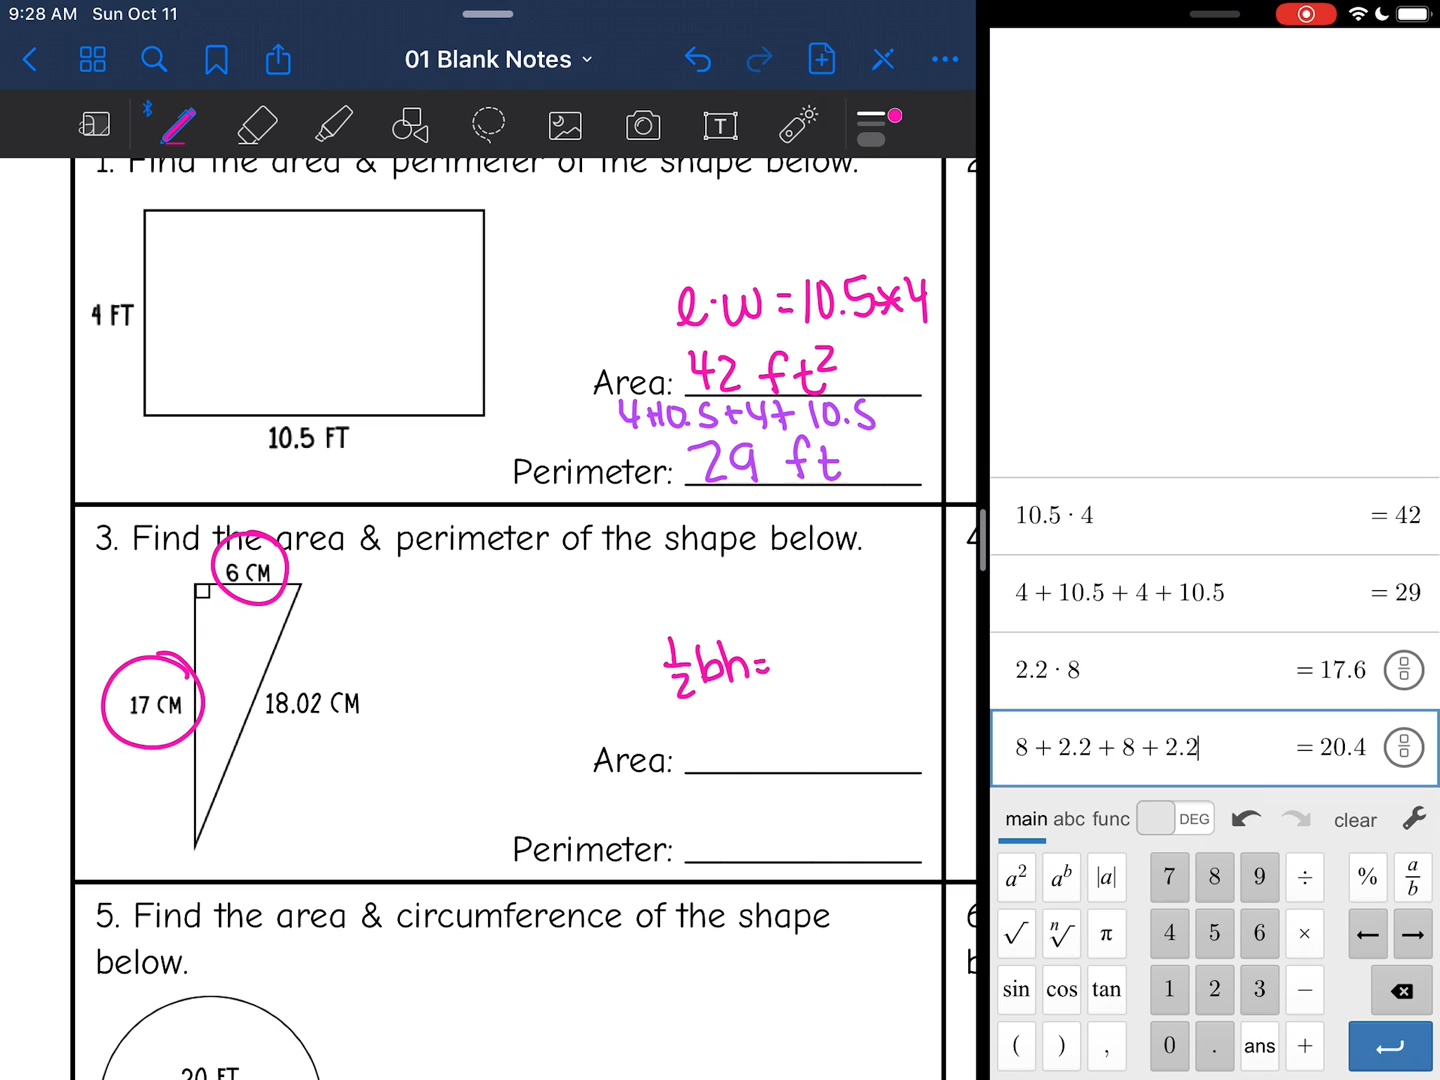 9:28 AM Sun Oct 11
01 Blank Notes
T
1. Find the area & perimeter of the shape below.
4 FT
10.5 FT
l·w = 10.5*4
Area: 42 ft²
4+10.5+4+10.5
Perimeter: 29 ft
3. Find the area & perimeter of the shape below.
6 CM
17 CM
18.02 CM
½bh=
Area:
Perimeter:
5. Find the area & circumference of the shape
below.
20 FT
10.5 · 4 = 42
4 + 10.5 + 4 + 10.5 = 29
2.2 · 8 = 17.6
8 + 2.2 + 8 + 2.2 = 20.4
main abc func DEG clear
a² aᵇ |a| 7 8 9 ÷ % a/b
√ ⁿ√ π 4 5 6 × ← →
sin cos tan 1 2 3 −
( ) , 0 . ans +